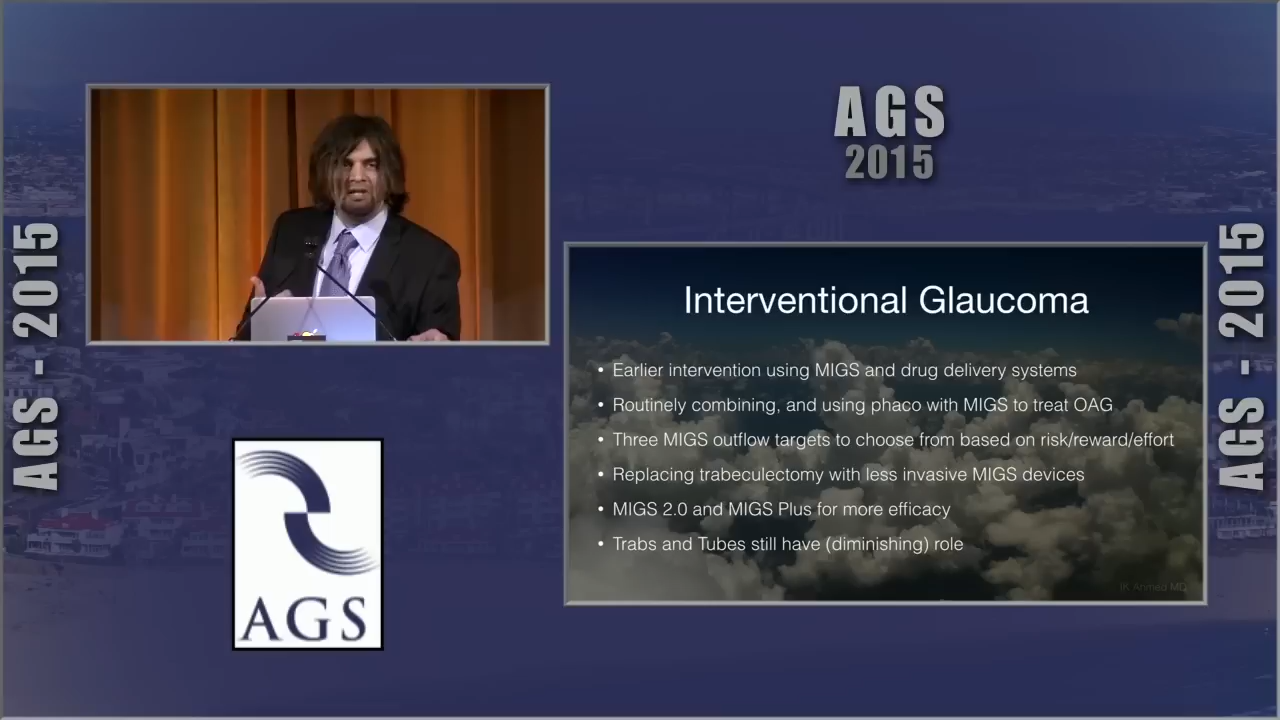 AGS
2015
AGS - 2015
AGS - 2015
Interventional Glaucoma
• Earlier intervention using MIGS and drug delivery systems
• Routinely combining, and using phaco with MIGS to treat OAG
• Three MIGS outflow targets to choose from based on risk/reward/effort
• Replacing trabeculectomy with less invasive MIGS devices
• MIGS 2.0 and MIGS Plus for more efficacy
• Trabs and Tubes still have (diminishing) role
IK Ahmed MD
AGS